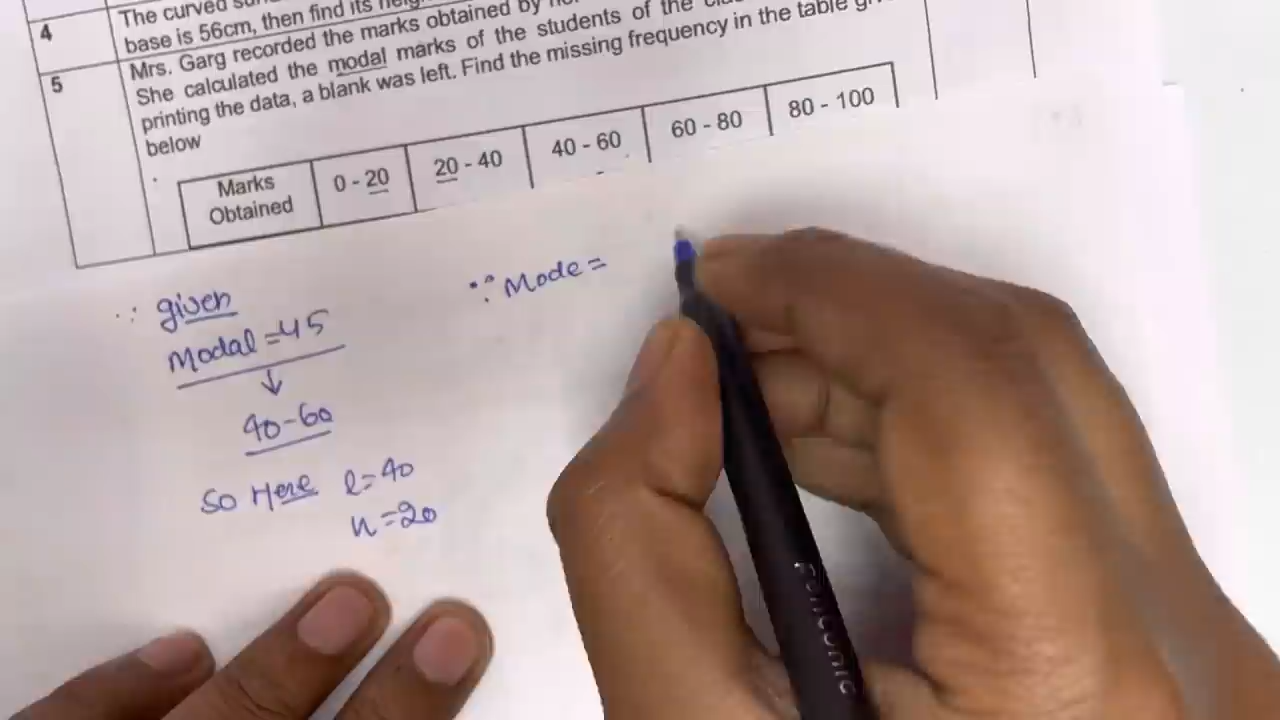 4
The curved
base is 56cm, then find its
5
Mrs. Garg recorded the marks obtained by
She calculated the modal marks of the students of the
printing the data, a blank was left. Find the missing frequency in the table
below
Marks Obtained 0 - 20 20 - 40 40 - 60 60 - 80 80 - 100
∵ given
Modal = 45
↓
40-60
So Here l=40
h=20
∵ Mode =